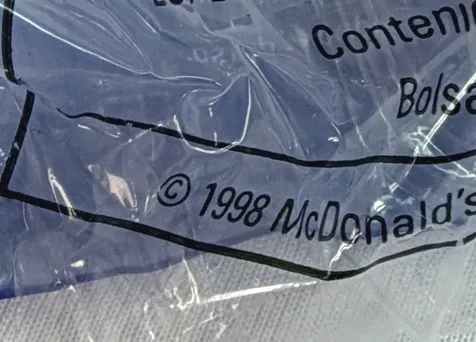 Conteni
Bolsa
© 1998 McDonald's